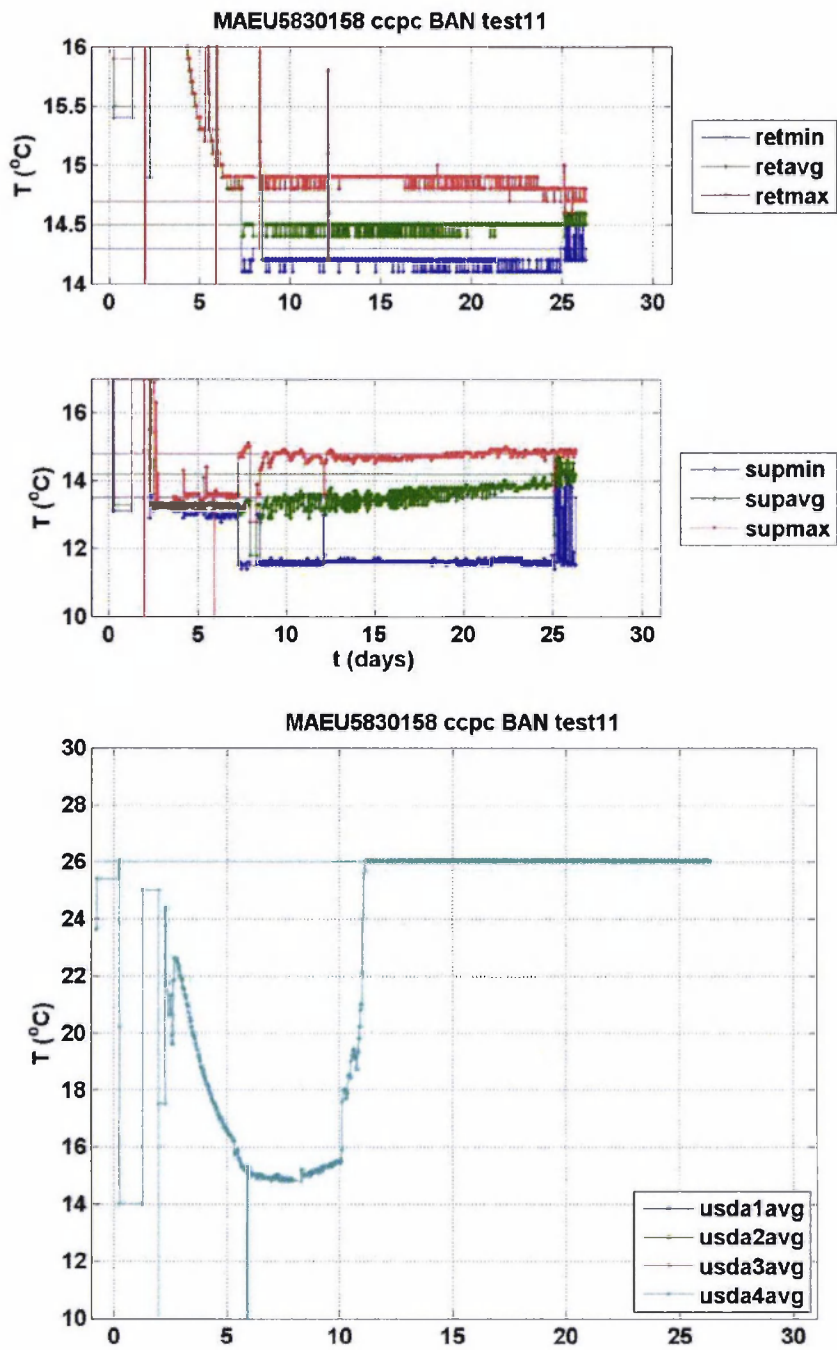 MAEU5830158 ccpc BAN test11
16
15.5
15
14.5
14
T (°C)
0 5 10 15 20 25 30
retmin
retavg
retmax
16
14
12
10
T (°C)
0 5 10 15 20 25 30
t (days)
supmin
supavg
supmax
MAEU5830158 ccpc BAN test11
30
28
26
24
22
20
18
16
14
12
10
T (°C)
0 5 10 15 20 25 30
usda1avg
usda2avg
usda3avg
usda4avg